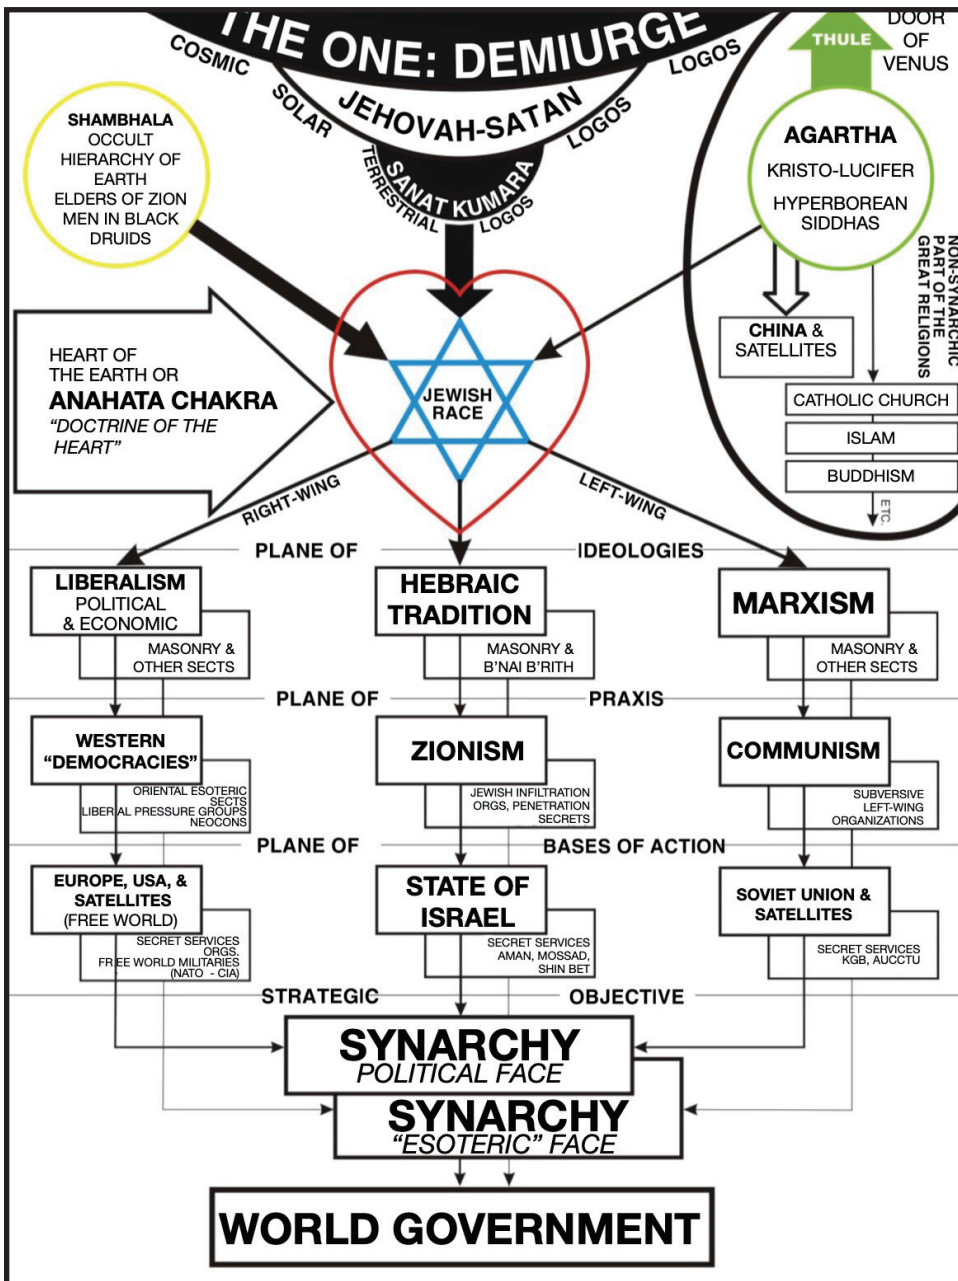 THE ONE: DEMIURGE
COSMIC
LOGOS
JEHOVAH-SATAN
SOLAR
LOGOS
SANAT KUMARA
TERRESTRIAL
LOGOS
DOOR
OF
VENUS
THULE
SHAMBHALA
OCCULT
HIERARCHY OF
EARTH
ELDERS OF ZION
MEN IN BLACK
DRUIDS
AGARTHA
KRISTO-LUCIFER
HYPERBOREAN
SIDDHAS
NON-SYNARCHIC
PART OF THE
GREAT RELIGIONS
CHINA &
SATELLITES
CATHOLIC CHURCH
ISLAM
BUDDHISM
ETC.
HEART OF
THE EARTH OR
ANAHATA CHAKRA
“DOCTRINE OF THE
HEART”
JEWISH
RACE
RIGHT-WING
LEFT-WING
PLANE OF
IDEOLOGIES
LIBERALISM
POLITICAL
& ECONOMIC
MASONRY &
OTHER SECTS
HEBRAIC
TRADITION
MASONRY &
B’NAI B’RITH
MARXISM
MASONRY &
OTHER SECTS
PLANE OF
PRAXIS
WESTERN
“DEMOCRACIES”
ORIENTAL ESOTERIC
SECTS
LIBERIAL PRESSURE GROUPS
NEOCONS
ZIONISM
JEWISH INFILTRATION
ORGS, PENETRATION
SECRETS
COMMUNISM
SUBVERSIVE
LEFT-WING
ORGANIZATIONS
PLANE OF
BASES OF ACTION
EUROPE, USA, &
SATELLITES
(FREE WORLD)
SECRET SERVICES
ORGS.
FREE WORLD MILITARIES
(NATO - CIA)
STATE OF
ISRAEL
SECRET SERVICES
AMAN, MOSSAD,
SHIN BET
SOVIET UNION &
SATELLITES
SECRET SERVICES
KGB, AUCCTU
STRATEGIC
OBJECTIVE
SYNARCHY
POLITICAL FACE
SYNARCHY
“ESOTERIC” FACE
WORLD GOVERNMENT